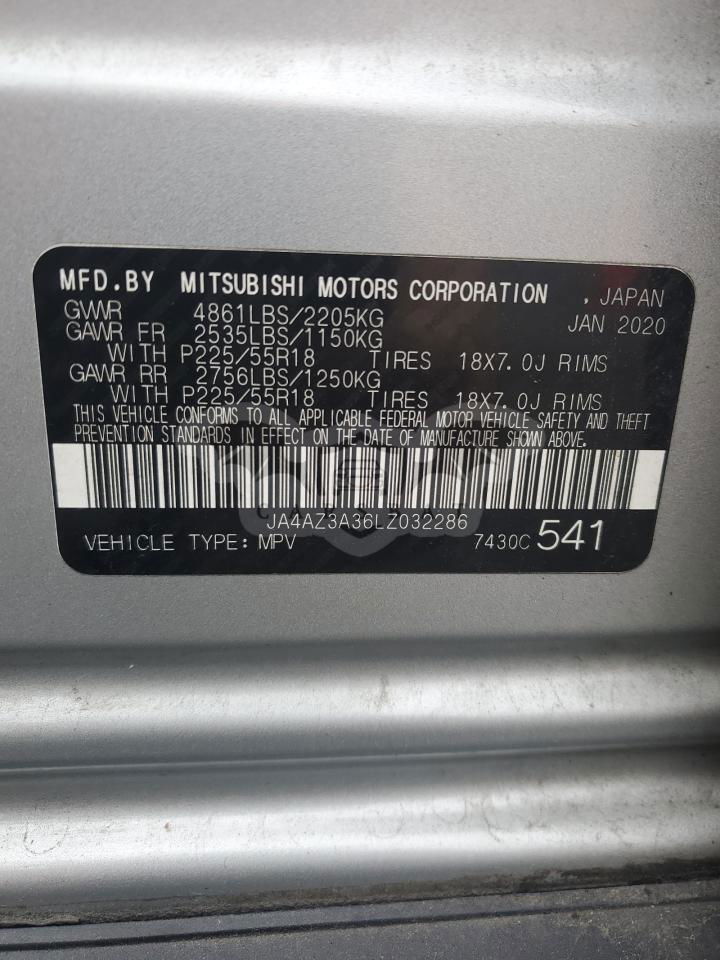 MFD.BY MITSUBISHI MOTORS CORPORATION , JAPAN
GVWR 4861LBS/2205KG JAN 2020
GAWR FR 2535LBS/1150KG
WITH P225/55R18 TIRES 18X7.0J RIMS
GAWR RR 2756LBS/1250KG
WITH P225/55R18 TIRES 18X7.0J RIMS
THIS VEHICLE CONFORMS TO ALL APPLICABLE FEDERAL MOTOR VEHICLE SAFETY AND THEFT
PREVENTION STANDARDS IN EFFECT ON THE DATE OF MANUFACTURE SHOWN ABOVE.
JA4AZ3A36LZ032286
VEHICLE TYPE: MPV 7430C 541